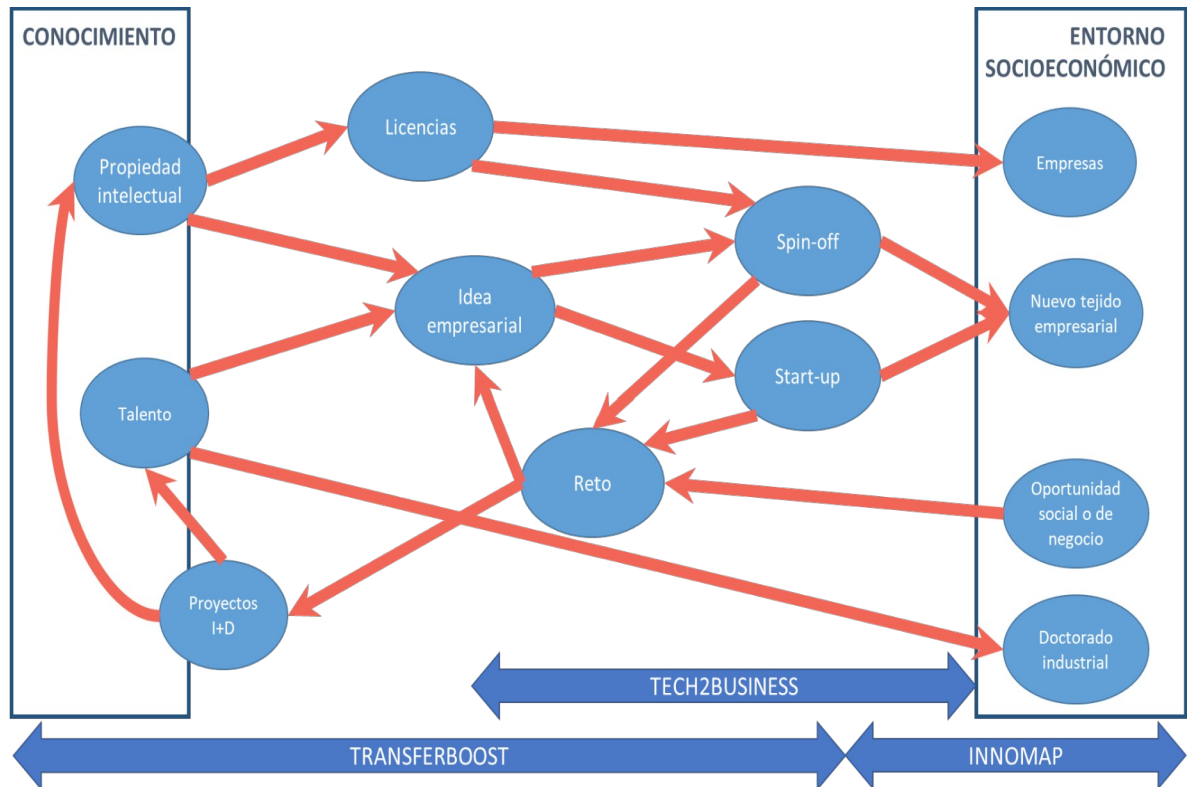 CONOCIMIENTO
ENTORNO
SOCIOECONÓMICO
Licencias
Propiedad
intelectual
Empresas
Spin-off
Idea
empresarial
Nuevo tejido
empresarial
Start-up
Talento
Reto
Oportunidad
social o de
negocio
Proyectos
I+D
Doctorado
industrial
TECH2BUSINESS
TRANSFERBOOST
INNOMAP